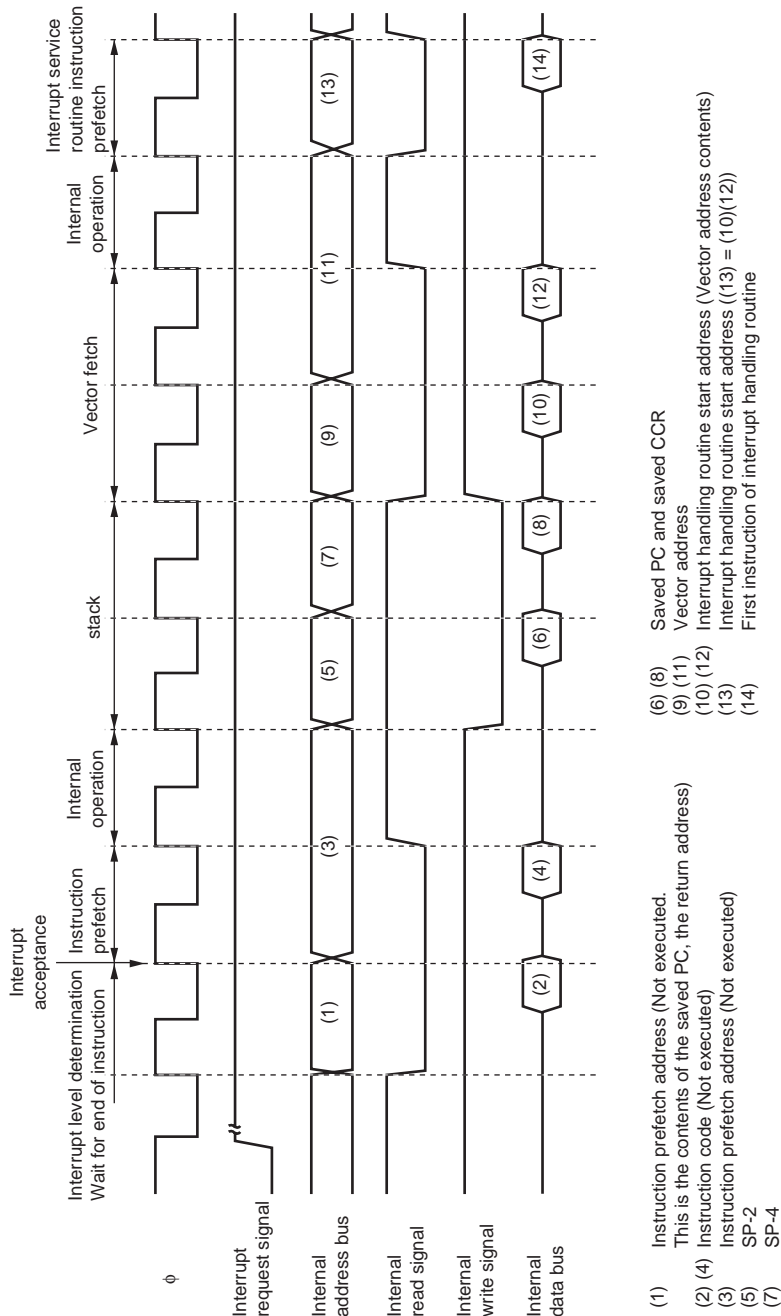 Interrupt
acceptance
Interrupt level determination
Wait for end of instruction
Instruction
prefetch
Internal
operation
stack
Vector fetch
Internal
operation
Interrupt service
routine instruction
prefetch
φ
Interrupt
request signal
Internal
address bus
(1)
(3)
(5)
(7)
(9)
(11)
(13)
Internal
read signal
Internal
write signal
Internal
data bus
(2)
(4)
(6)
(8)
(10)
(12)
(14)
(1) Instruction prefetch address (Not executed.
This is the contents of the saved PC, the return address)
(2) (4) Instruction code (Not executed)
(3) Instruction prefetch address (Not executed)
(5) SP-2
(7) SP-4
(6) (8) Saved PC and saved CCR
(9) (11) Vector address
(10) (12) Interrupt handling routine start address (Vector address contents)
(13) Interrupt handling routine start address ((13) = (10)(12))
(14) First instruction of interrupt handling routine